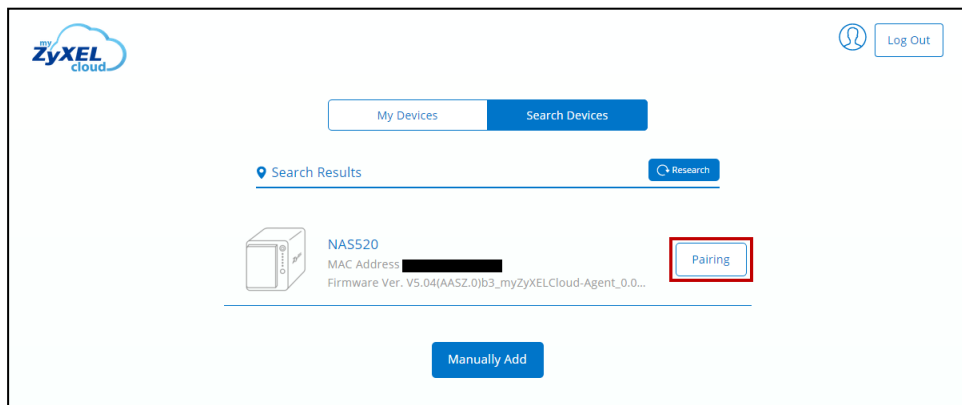 my
ZyXEL
cloud
Log Out
My Devices
Search Devices
Search Results
Research
NAS520
MAC Address
Firmware Ver. V5.04(AASZ.0)b3_myZyXELCloud-Agent_0.0...
Pairing
Manually Add